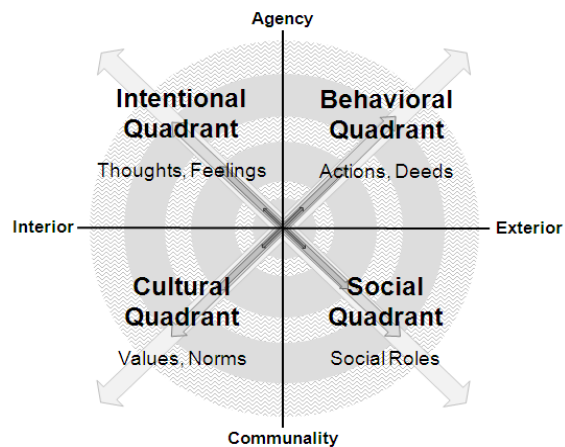 Agency
Intentional
Quadrant
Thoughts, Feelings
Behavioral
Quadrant
Actions, Deeds
Interior
Exterior
Cultural
Quadrant
Values, Norms
Social
Quadrant
Social Roles
Communality